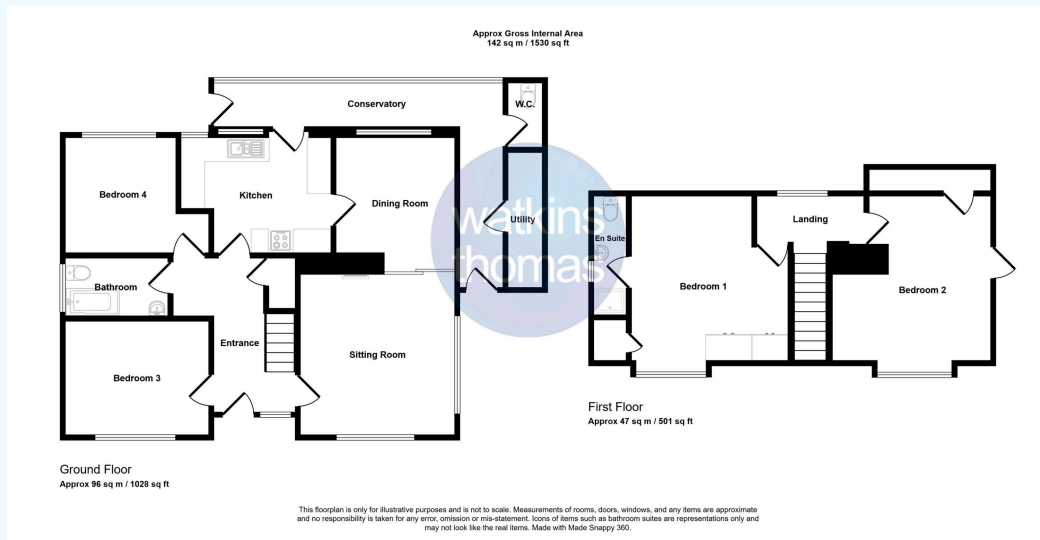 Approx Gross Internal Area
142 sq m / 1530 sq ft
Conservatory
W.C.
Bedroom 4
Kitchen
Dining Room
Utility
Bathroom
Entrance
Sitting Room
Bedroom 3
watkins
thomas
Landing
En Suite
Bedroom 1
Bedroom 2
Ground Floor
Approx 96 sq m / 1028 sq ft
First Floor
Approx 47 sq m / 501 sq ft
This floorplan is only for illustrative purposes and is not to scale. Measurements of rooms, doors, windows, and any items are approximate
and no responsibility is taken for any error, omission or mis-statement. Icons of items such as bathroom suites are representations only and
may not look like the real items. Made with Made Snappy 360.